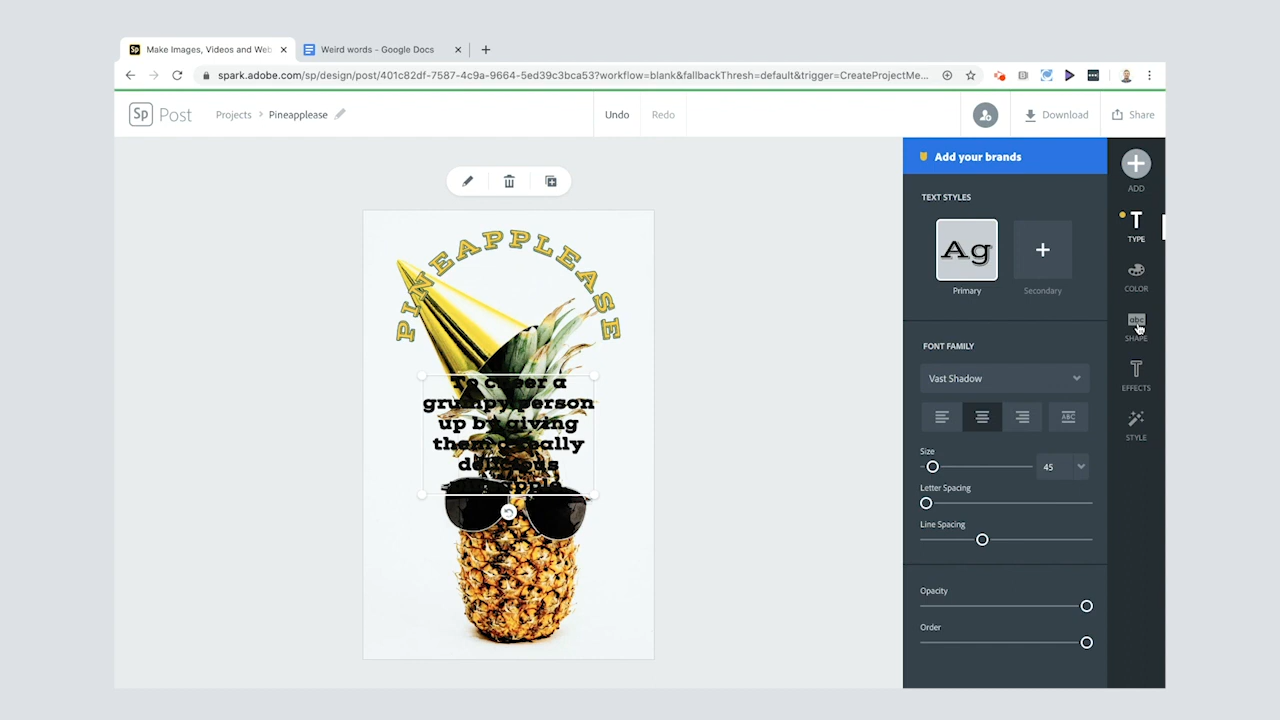 Sp Make Images, Videos and Web
Weird words - Google Docs
spark.adobe.com/sp/design/post/401c82df-7587-4c9a-9664-5ed39c3bca53?workflow=blank&fallbackThresh=default&trigger=CreateProjectMe...
Sp Post
Projects > Pineapplease
Undo
Redo
Download
Share
Add your brands
ADD
TEXT STYLES
Ag
Primary
Secondary
TYPE
COLOR
abc
SHAPE
EFFECTS
STYLE
PINEAPPLEASE
To cheer a
grumpy person
up by giving
them a really
delicious
FONT FAMILY
Vast Shadow
ABC
Size
45
Letter Spacing
Line Spacing
Opacity
Order